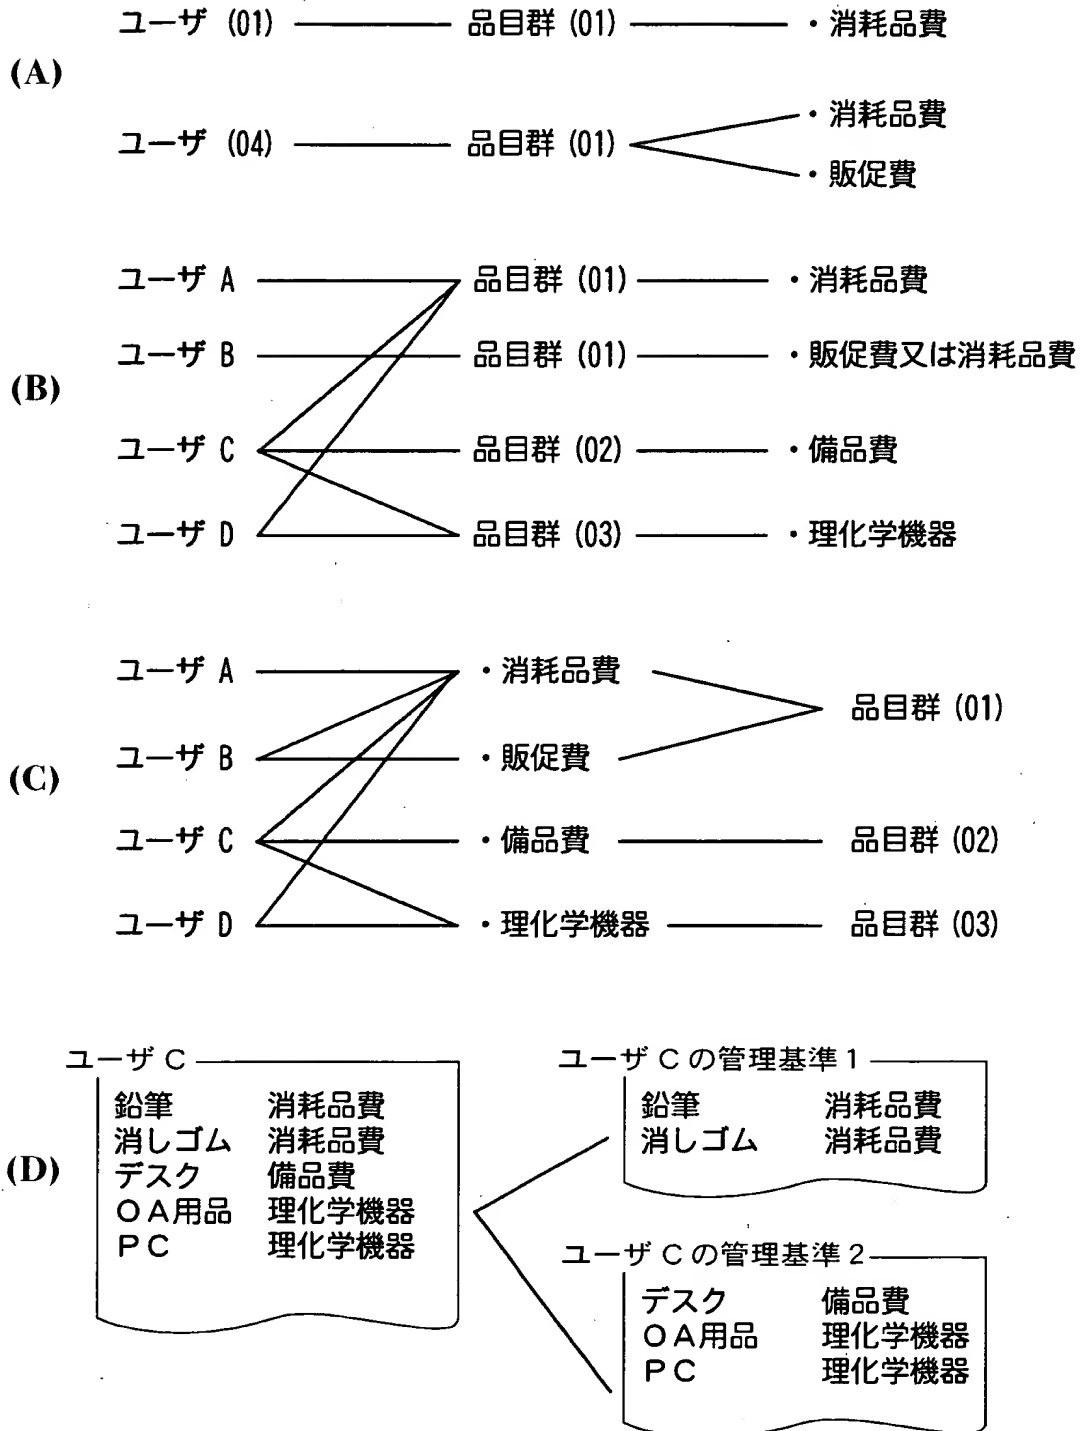 ユーザ (01) 品目群 (01) ・消耗品費
(A)
・消耗品費
ユーザ (04) 品目群 (01)
・販促費
ユーザ A 品目群 (01) ・消耗品費
ユーザ B 品目群 (01) ・販促費又は消耗品費
(B)
ユーザ C 品目群 (02) ・備品費
ユーザ D 品目群 (03) ・理化学機器
ユーザ A ・消耗品費
品目群 (01)
ユーザ B ・販促費
(C)
ユーザ C ・備品費 品目群 (02)
ユーザ D ・理化学機器 品目群 (03)
(D)
ユーザC
鉛筆 消耗品費
消しゴム 消耗品費
デスク 備品費
OA用品 理化学機器
PC 理化学機器
ユーザCの管理基準1
鉛筆 消耗品費
消しゴム 消耗品費
ユーザCの管理基準2
デスク 備品費
OA用品 理化学機器
PC 理化学機器